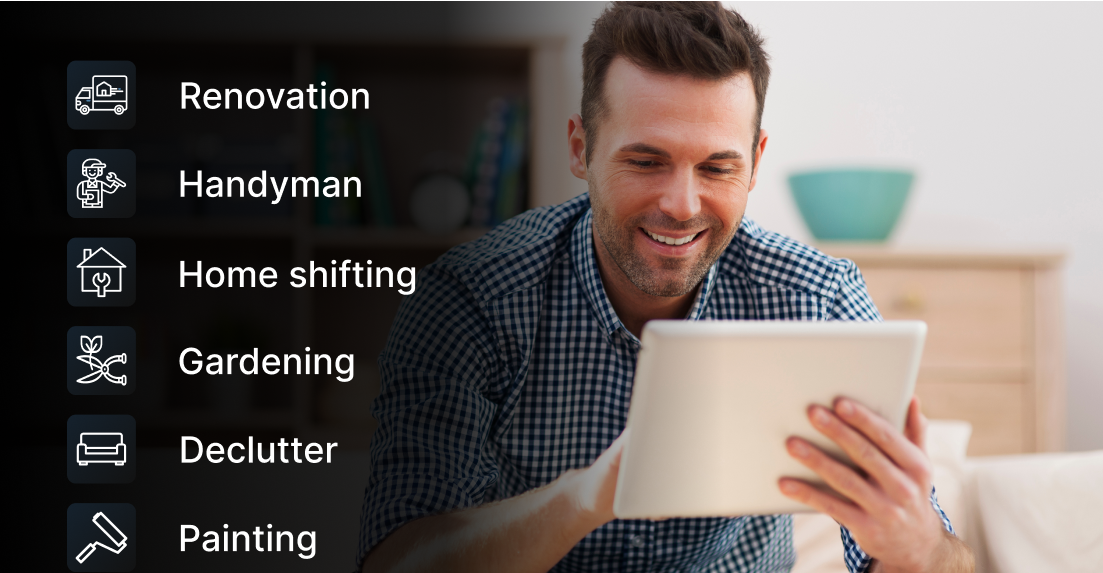 Renovation
Handyman
Home shifting
Gardening
Declutter
Painting